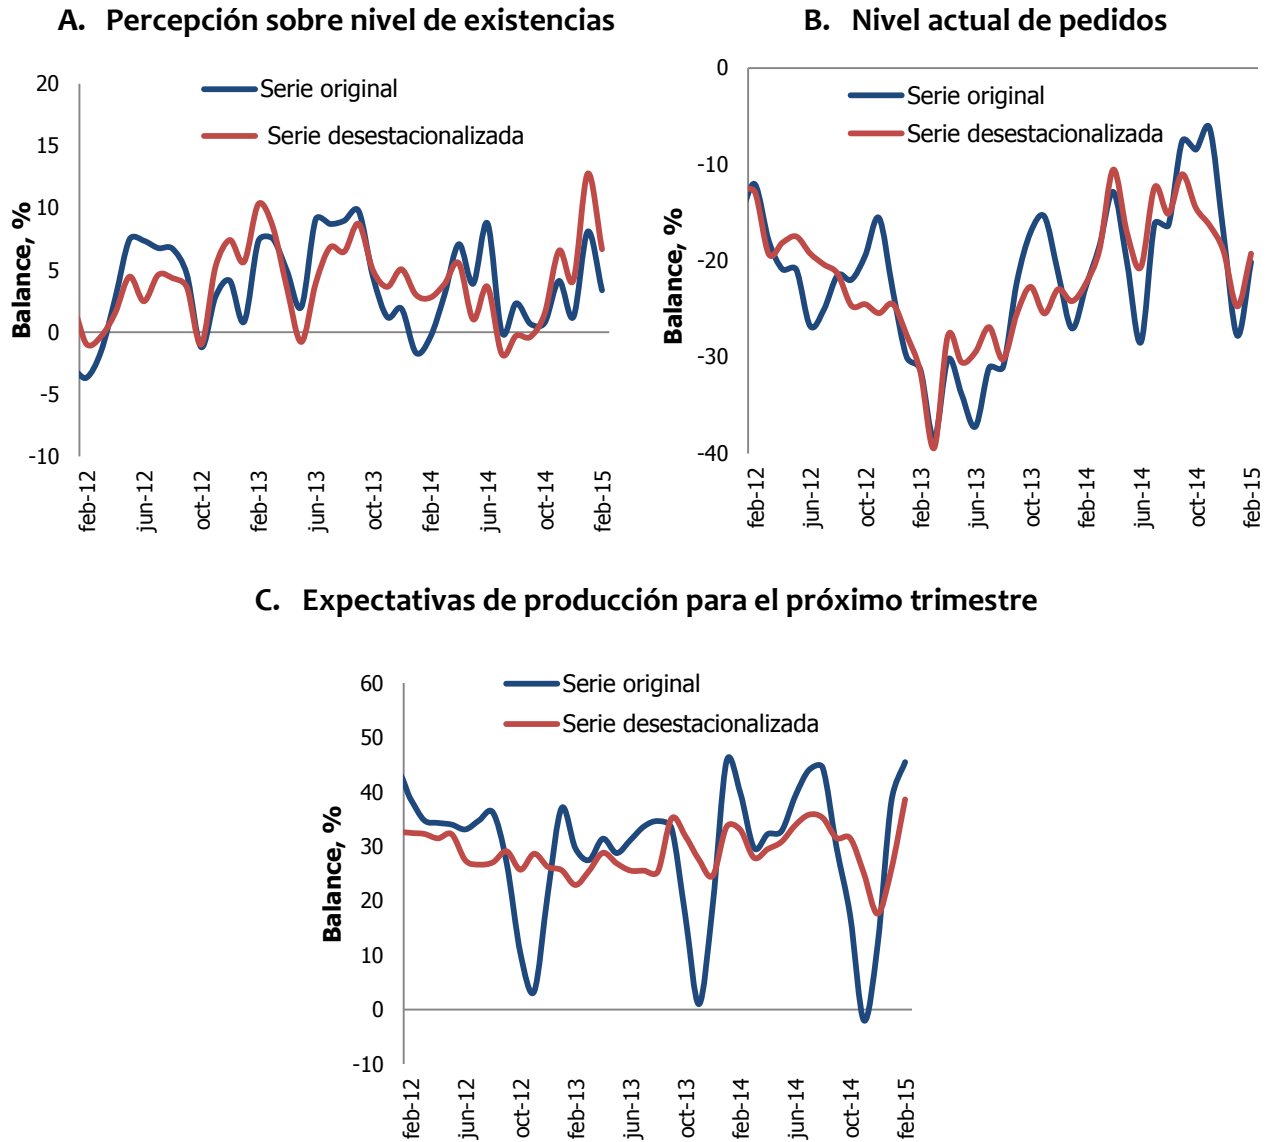 A. Percepción sobre nivel de existencias
Balance, %
20
15
10
5
0
-5
-10
Serie original
Serie desestacionalizada
feb-12
jun-12
oct-12
feb-13
jun-13
oct-13
feb-14
jun-14
oct-14
feb-15
B. Nivel actual de pedidos
Balance, %
0
-10
-20
-30
-40
Serie original
Serie desestacionalizada
feb-12
jun-12
oct-12
feb-13
jun-13
oct-13
feb-14
jun-14
oct-14
feb-15
C. Expectativas de producción para el próximo trimestre
Balance, %
60
50
40
30
20
10
0
-10
Serie original
Serie desestacionalizada
feb-12
jun-12
oct-12
feb-13
jun-13
oct-13
feb-14
jun-14
oct-14
feb-15